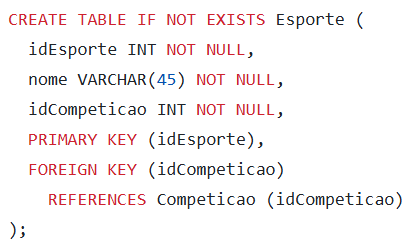 CREATE TABLE IF NOT EXISTS Esporte (
idEsporte INT NOT NULL,
nome VARCHAR(45) NOT NULL,
idCompeticao INT NOT NULL,
PRIMARY KEY (idEsporte),
FOREIGN KEY (idCompeticao)
REFERENCES Competicao (idCompeticao)
);